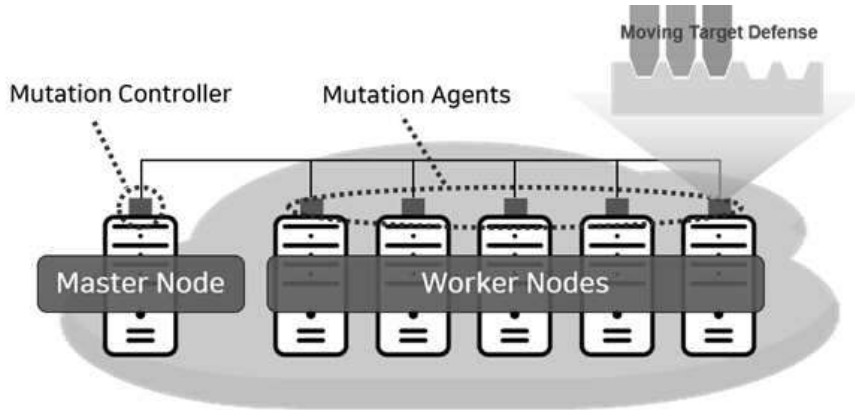 Moving Target Defense
Mutation Controller
Mutation Agents
Master Node
Worker Nodes